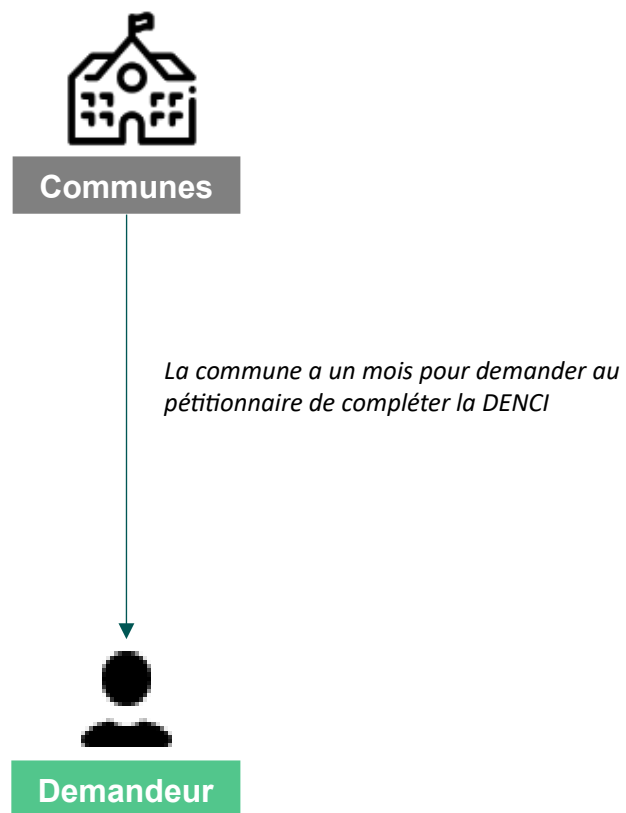 Communes
La commune a un mois pour demander au
pétitionnaire de compléter la DENCI
Demandeur